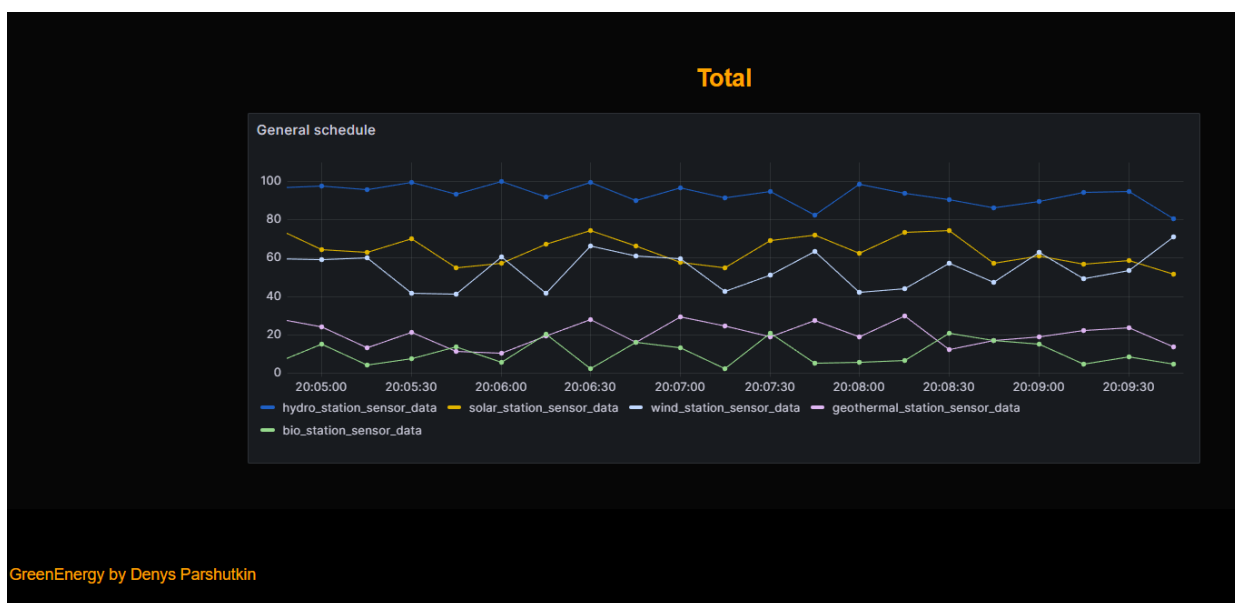 Total
General schedule
100
80
60
40
20
0
20:05:00 20:05:30 20:06:00 20:06:30 20:07:00 20:07:30 20:08:00 20:08:30 20:09:00 20:09:30
hydro_station_sensor_data solar_station_sensor_data wind_station_sensor_data geothermal_station_sensor_data
bio_station_sensor_data
GreenEnergy by Denys Parshutkin